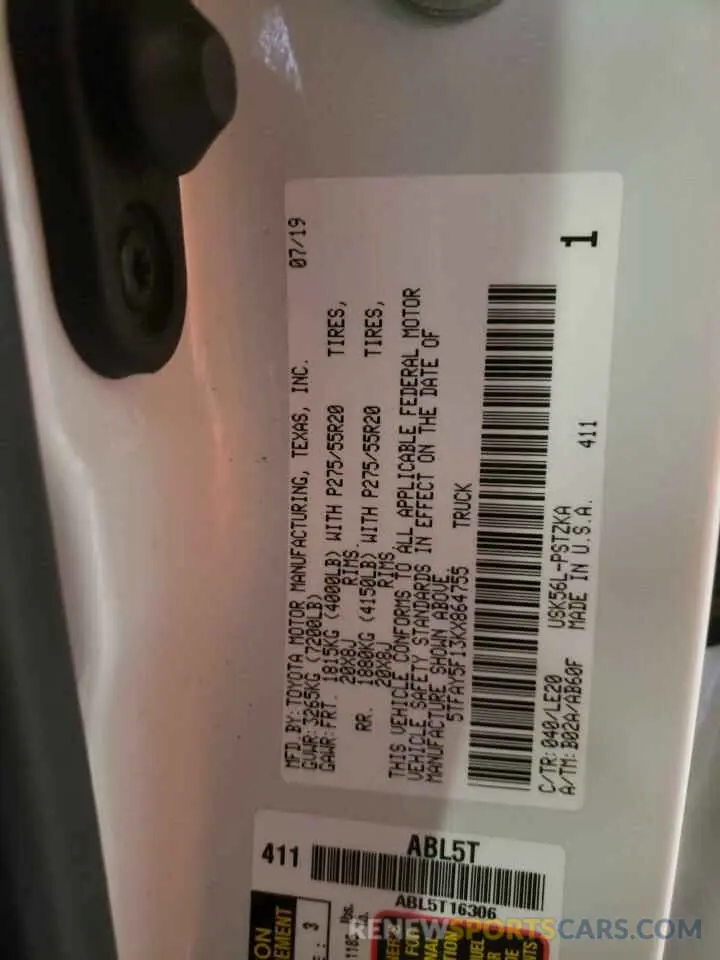 MFD.BY:TOYOTA MOTOR MANUFACTURING, TEXAS, INC. 07/19
GVWR:3265KG (7200LB)
GAWR:FRT. 1815KG (4000LB) WITH P275/55R20 TIRES,
20X8J RIMS.
RR. 1880KG (4150LB) WITH P275/55R20 TIRES,
20X8J RIMS
THIS VEHICLE CONFORMS TO ALL APPLICABLE FEDERAL MOTOR
VEHICLE SAFETY STANDARDS IN EFFECT ON THE DATE OF
MANUFACTURE SHOWN ABOVE.
5TFAY5F13KX864755 TRUCK
C/TR:040/LE20 USK56L-PSTZKA 411
A/TM:B02A/AB60F MADE IN U.S.A.
1
411 ABL5T
ABL5T16306
3
lbs.
FOR
RENEWSPORTSCARS.COM